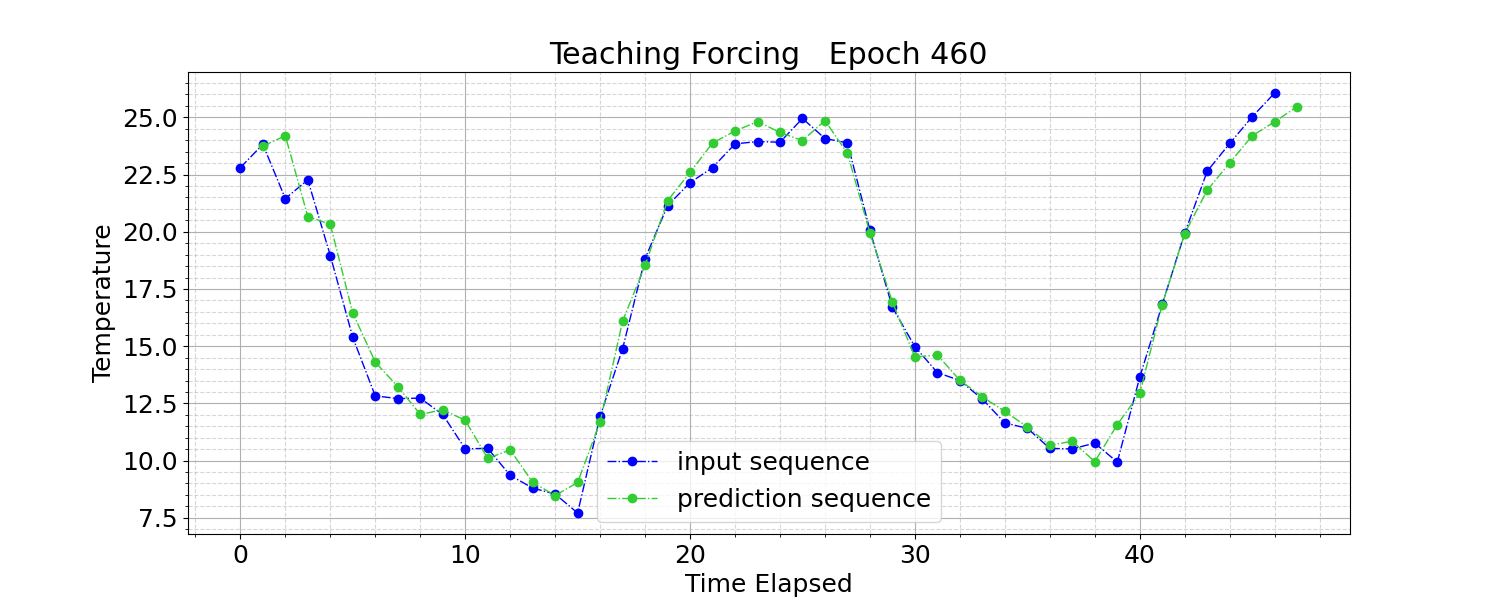 Teaching Forcing   Epoch 460
Temperature
25.0
22.5
20.0
17.5
15.0
12.5
10.0
7.5
input sequence
prediction sequence
0 10 20 30 40
Time Elapsed